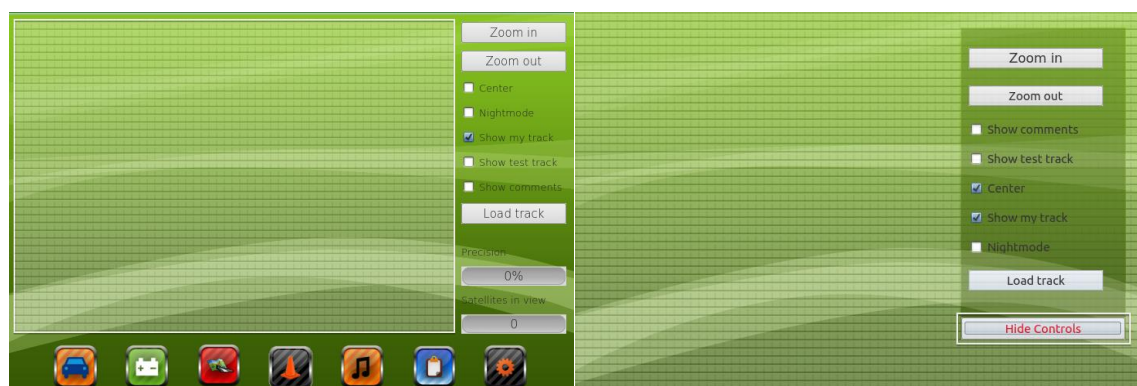 Zoom in
Zoom out
Center
Nightmode
Show my track
Show test track
Show comments
Load track
Precision
0%
Satellites in view
0
Zoom in
Zoom out
Show comments
Show test track
Center
Show my track
Nightmode
Load track
Hide Controls